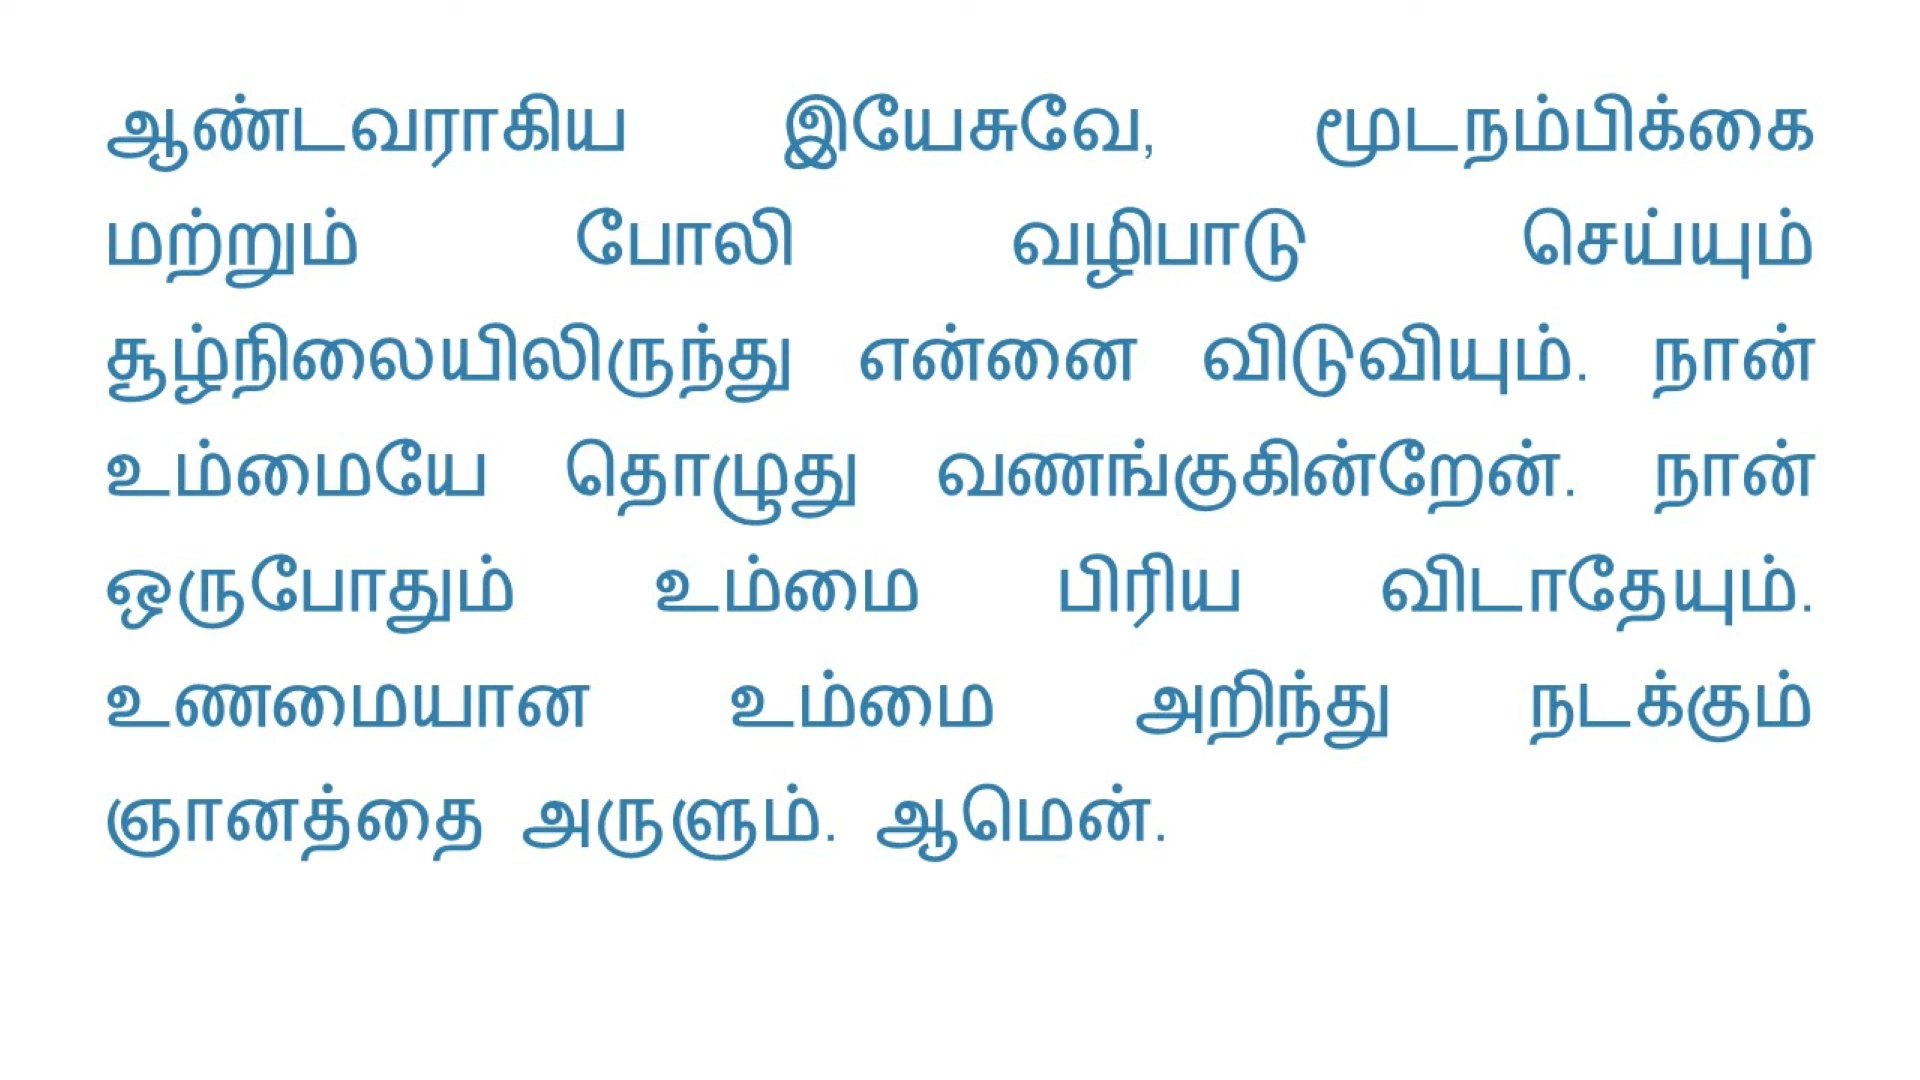 ஆண்டவராகிய இயேசுவே, மூடநம்பிக்கை
மற்றும் போலி வழிபாடு செய்யும்
சூழ்நிலையிலிருந்து என்னை விடுவியும். நான்
உம்மையே தொழுது வணங்குகின்றேன். நான்
ஒருபோதும் உம்மை பிரிய விடாதேயும்.
உணமையான உம்மை அறிந்து நடக்கும்
ஞானத்தை அருளும். ஆமென்.